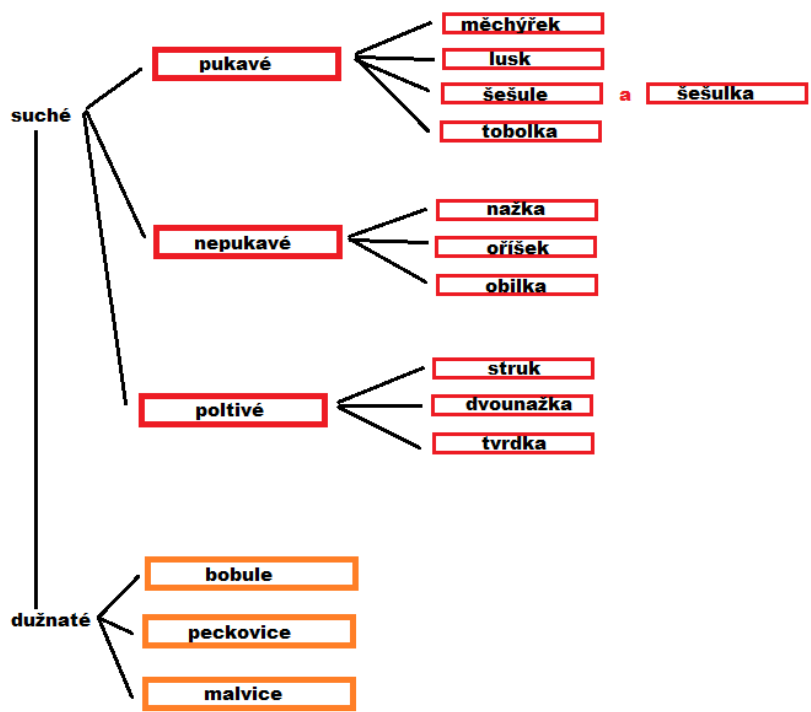 měchýřek
pukavé
lusk
suché
šešule a šešulka
tobolka
nažka
nepukavé
oříšek
obilka
struk
poltivé
dvounažka
tvrdka
bobule
dužnaté
peckovice
malvice